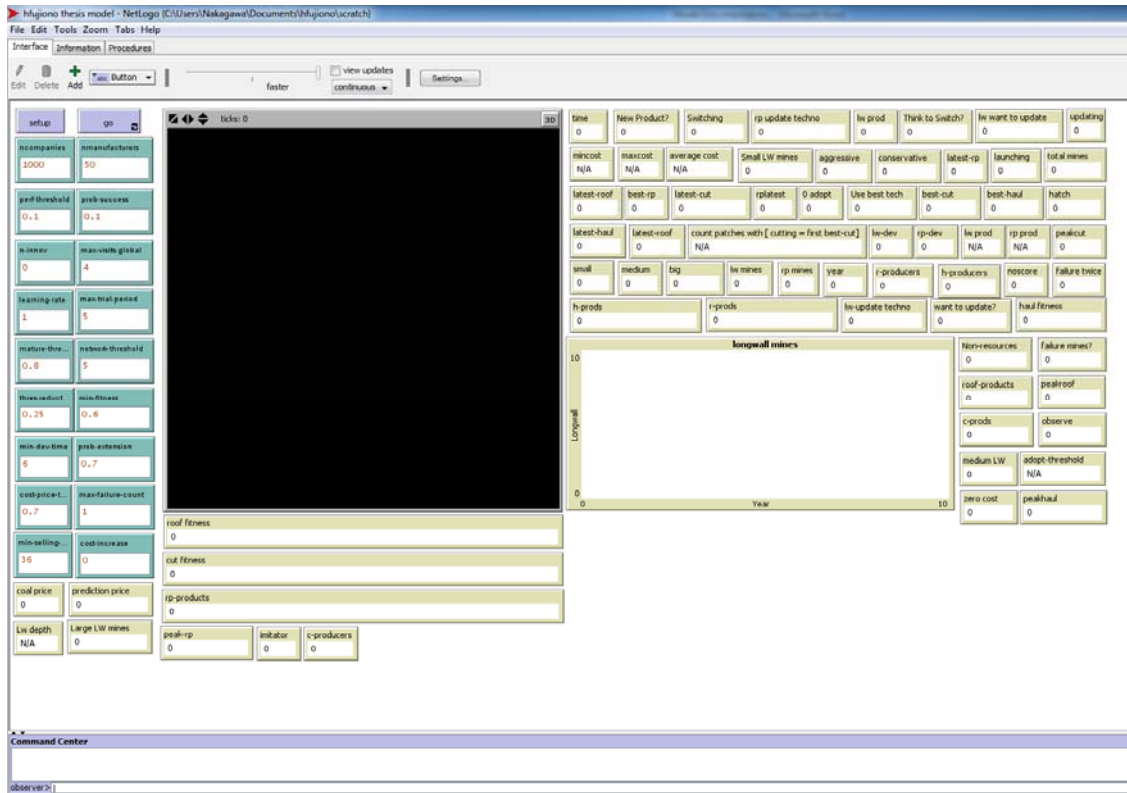 hfujiono thesis model - NetLogo {C:\Users\Nakagawa\Documents\hfujiono\scratch}
File Edit Tools Zoom Tabs Help
Interface Information Procedures
Edit Delete Add abc Button faster view updates continuous Settings...
setup go
ticks: 0 3D
ncompanies nmanufacturers
1000 50
perf-threshold prob-success
0.1 0.1
n-innov max-visits-global
0 4
learning-rate max-trial-period
1 5
mature-thre... network-threshold
0.8 5
thres-reduct min-fitness
0.25 0.6
min-dev-time prob-extension
6 0.7
cost-price-t... max-failure-count
0.7 1
min-selling-... cost-increase
36 0
coal price prediction price
0 0
Lw depth Large LW mines
N/A 0
roof fitness
0
cut fitness
0
rp-products
0
peak-rp imitator c-producers
0 0 0
time New Product? Switching rp update techno lw prod Think to Switch? lw want to update updating
0 0 0 0 0 0 0 0
mincost maxcost average cost Small LW mines aggressive conservative latest-rp launching total mines
N/A N/A N/A 0 0 0 0 0 0
latest-roof best-rp latest-cut rplatest 0 adopt Use best tech best-cut best-haul hatch
0 0 0 0 0 0 0 0 0
latest-haul latest-roof count patches with [ cutting = first best-cut] lw-dev rp-dev lw prod rp prod peakcut
0 0 N/A 0 0 N/A N/A 0
small medium big lw mines rp mines year r-producers h-producers noscore failure twice
0 0 0 0 0 0 0 0 0 0
h-prods r-prods lw-update techno want to update? haul fitness
0 0 0 0 0
longwall mines
10
Longwall
0
0 Year 10
Non-resources failure mines?
0 0
roof-products peakroof
0 0
c-prods observe
0 0
medium LW adopt-threshold
0 N/A
zero cost peakhaul
0 0
Command Center
observer>